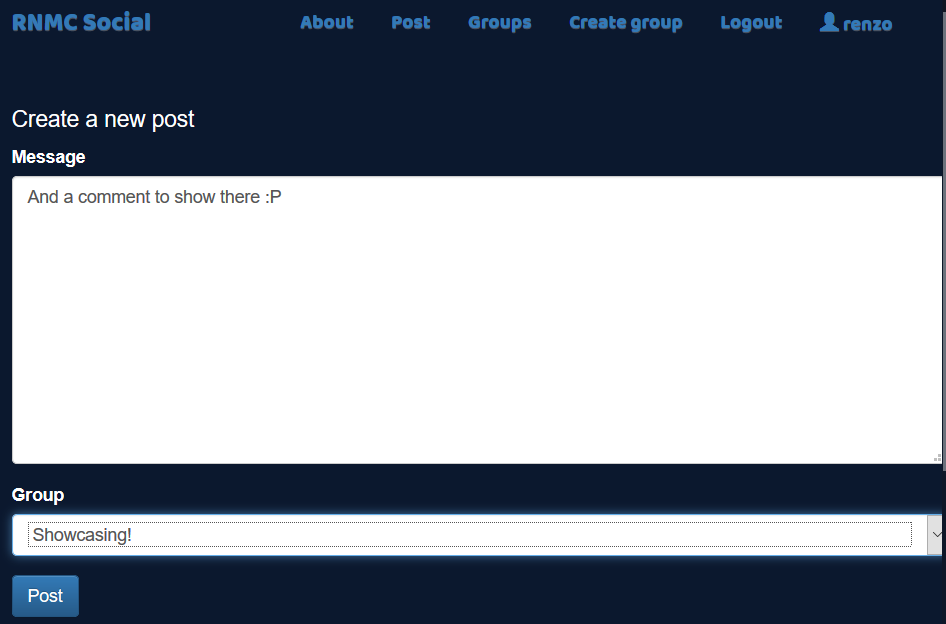 RNMC Social About Post Groups Create group Logout renzo
Create a new post
Message
And a comment to show there :P
Group
Showcasing!
Post